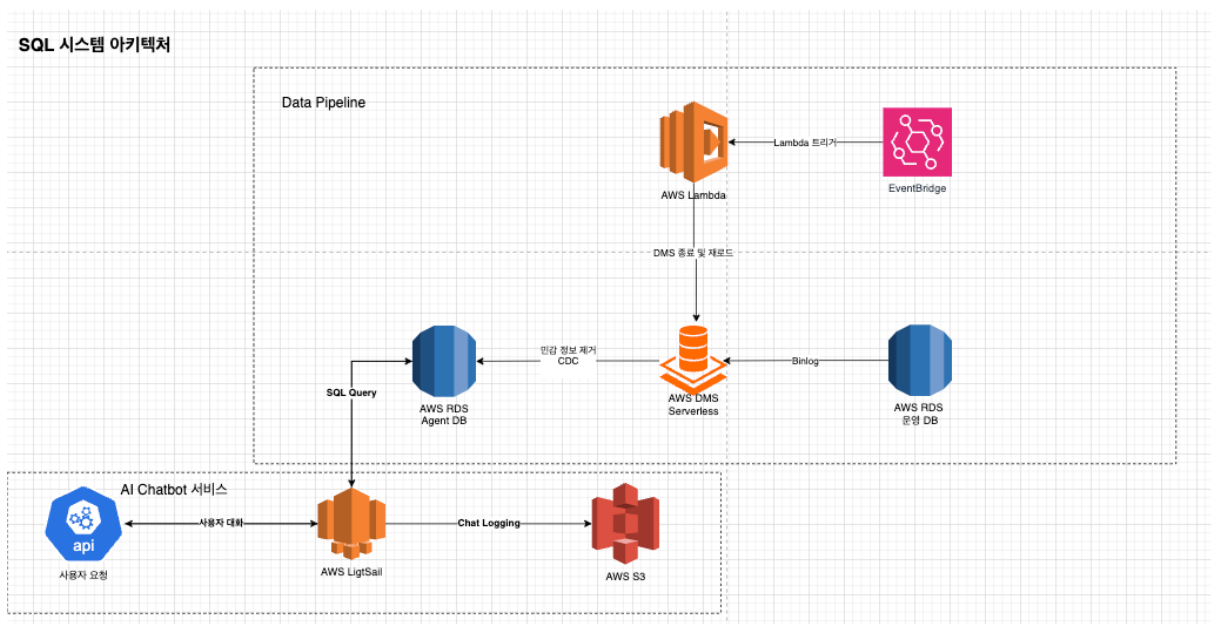 SQL 시스템 아키텍처
Data Pipeline
Lambda 트리거
AWS Lambda
EventBridge
DMS 종료 및 재로드
민감 정보 제거
CDC
Binlog
SQL Query
AWS RDS
Agent DB
AWS DMS
Serverless
AWS RDS
운영 DB
AI Chatbot 서비스
api
사용자 대화
Chat Logging
사용자 요청
AWS LigtSail
AWS S3